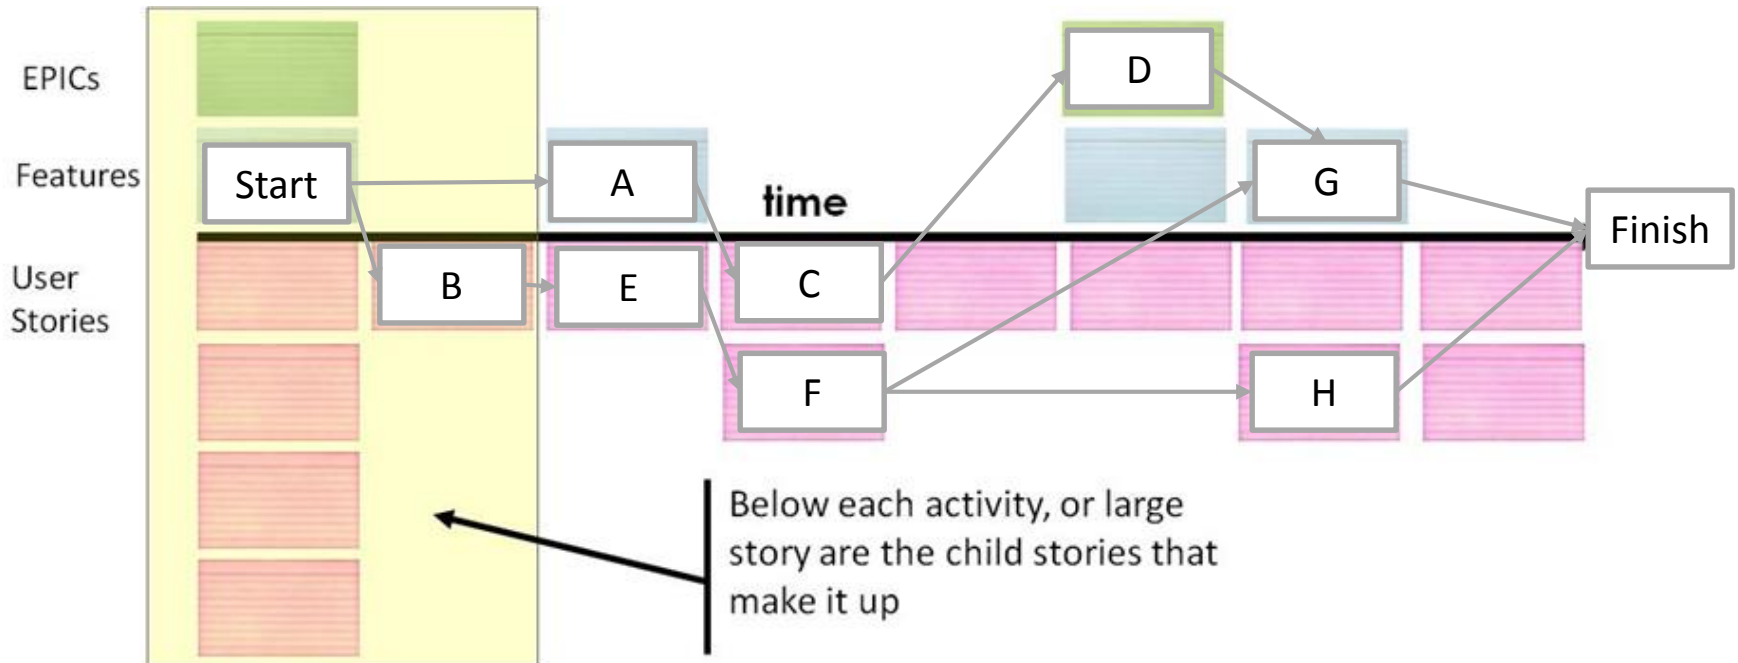 EPICs
D
Features
Start
A
time
G
Finish
User
Stories
B
E
C
F
H
Below each activity, or large
story are the child stories that
make it up